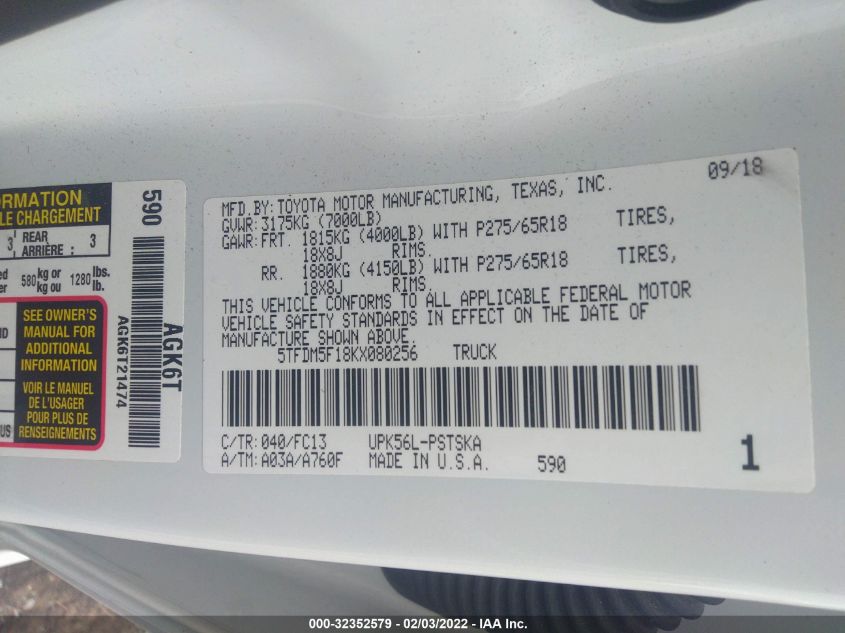 ORMATION
LE CHARGEMENT
3 REAR ARRIÈRE : 3
580 kg or kg ou 1280 lbs. lb.
SEE OWNER'S
MANUAL FOR
ADDITIONAL
INFORMATION
VOIR LE MANUEL
DE L'USAGER
POUR PLUS DE
RENSEIGNEMENTS
590
AGK6T21474
AGK6T
09/18
MFD.BY: TOYOTA MOTOR MANUFACTURING, TEXAS, INC.
GVWR: 3175KG (7000LB)
GAWR: FRT. 1815KG (4000LB) WITH P275/65R18 TIRES,
18X8J RIMS.
RR. 1880KG (4150LB) WITH P275/65R18 TIRES,
18X8J RIMS.
THIS VEHICLE CONFORMS TO ALL APPLICABLE FEDERAL MOTOR
VEHICLE SAFETY STANDARDS IN EFFECT ON THE DATE OF
MANUFACTURE SHOWN ABOVE.
5TFDM5F18KX080256 TRUCK
C/TR: 040/FC13 UPK56L-PSTSKA
A/TM: A03A/A760F MADE IN U.S.A. 590 1
000-32352579 - 02/03/2022 - IAA Inc.